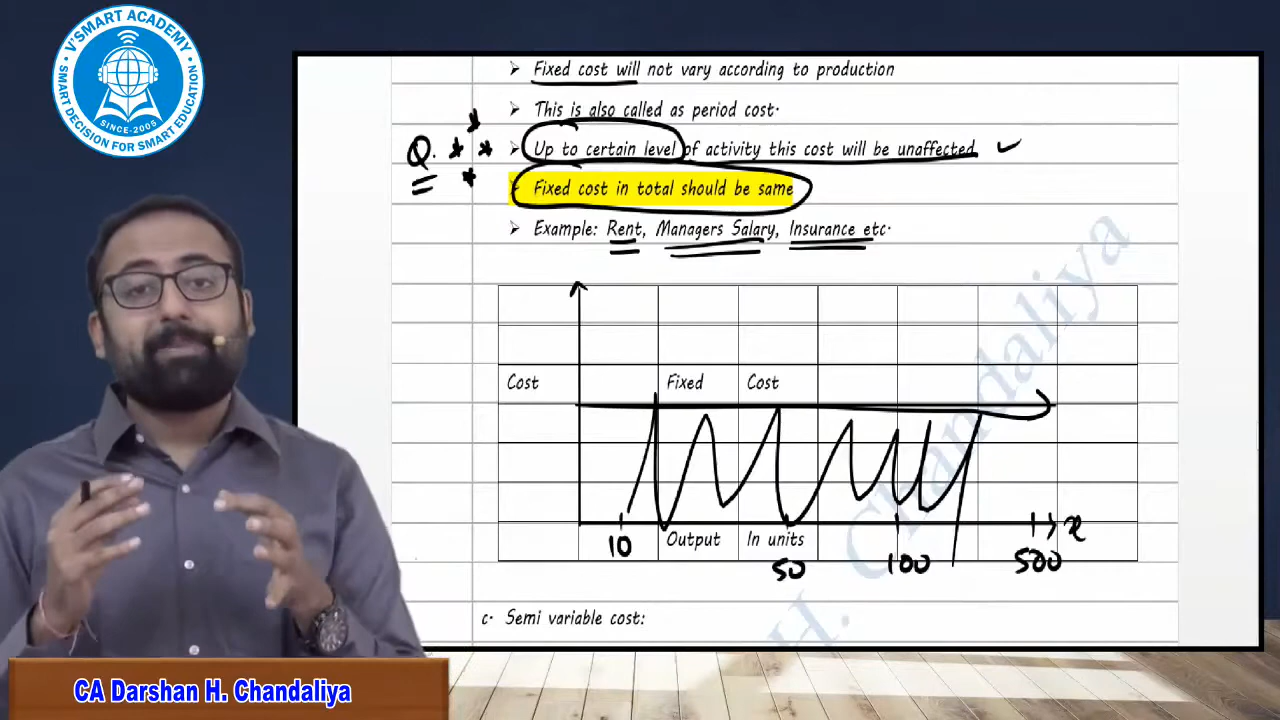 V'SMART ACADEMY
SMART DECISION FOR SMART EDUCATION
SINCE-2005
Fixed cost will not vary according to production
This is also called as period cost.
Q. Up to certain level of activity this cost will be unaffected
Fixed cost in total should be same
Example: Rent, Managers Salary, Insurance etc.
Cost Fixed Cost
Output In units x
10 50 100 500
c. Semi variable cost:
H. Chandaliya
CA Darshan H. Chandaliya